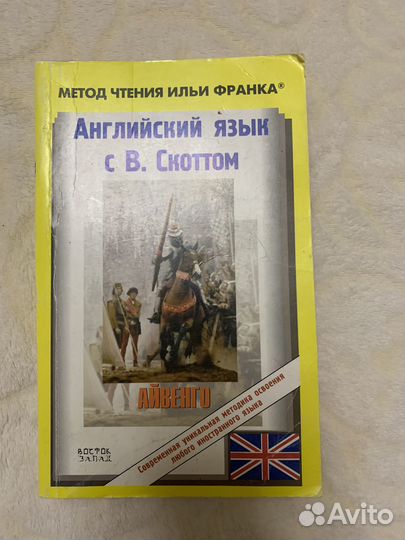 МЕТОД ЧТЕНИЯ ИЛЬИ ФРАНКА®
Английский язык
с В. Скоттом
АЙВЕНГО
Современная уникальная методика освоения
любого иностранного языка
ВОСТОК
ЗАПАД
Avito